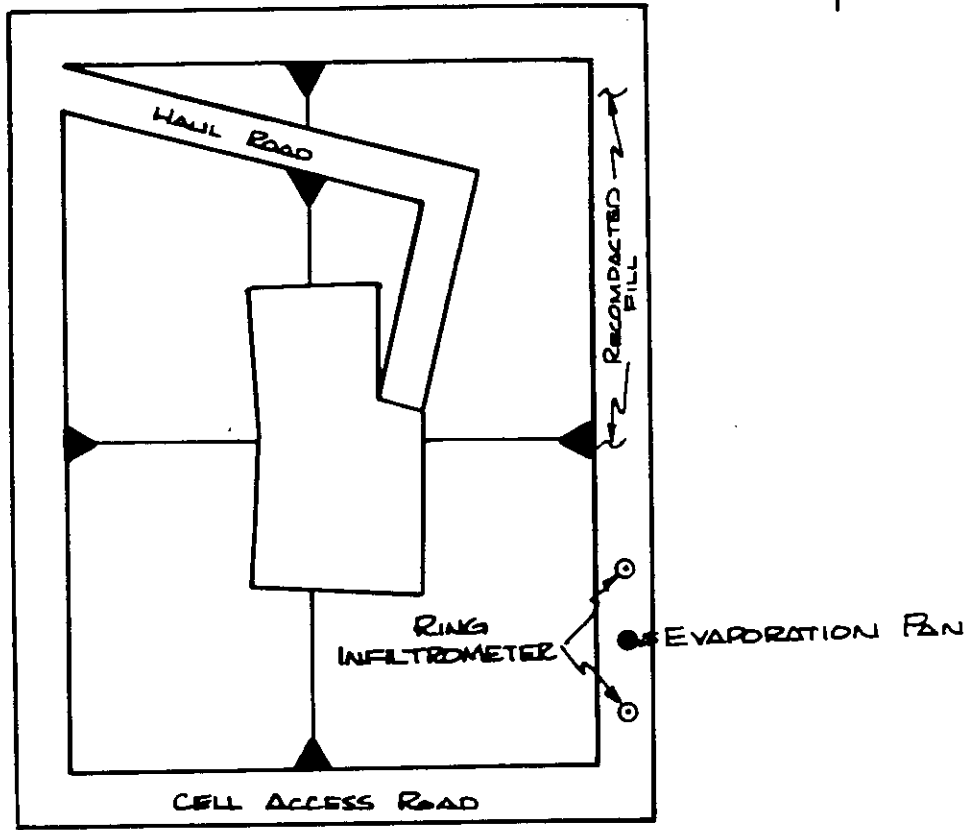 HAUL ROAD
RECOMPACTED
FILL
RING
INFILTROMETER
EVAPORATION PAN
CELL ACCESS ROAD